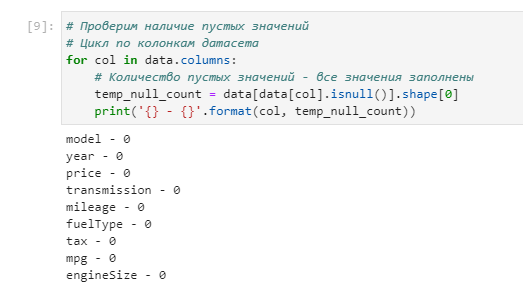 [9]: # Проверим наличие пустых значений
# Цикл по колонкам датасета
for col in data.columns:
    # Количество пустых значений - все значения заполнены
    temp_null_count = data[data[col].isnull()].shape[0]
    print('{} - {}'.format(col, temp_null_count))
model - 0
year - 0
price - 0
transmission - 0
mileage - 0
fuelType - 0
tax - 0
mpg - 0
engineSize - 0